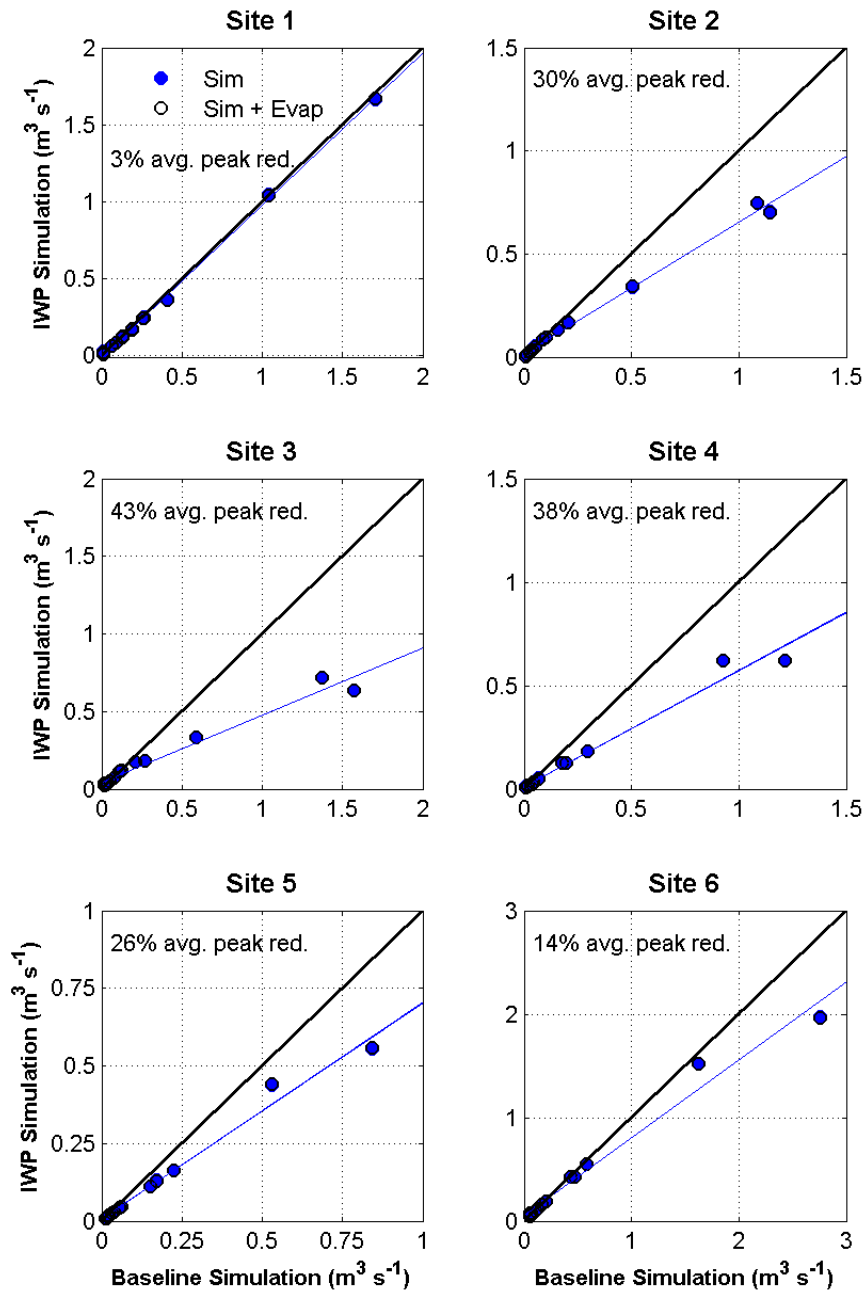 Site 1
2
1.5
1
0.5
0
0
0.5
1
1.5
2
IWP Simulation (m³ s⁻¹)
Sim
Sim + Evap
3% avg. peak red.
Site 2
1.5
1
0.5
0
0
0.5
1
1.5
30% avg. peak red.
Site 3
2
1.5
1
0.5
0
0
0.5
1
1.5
2
IWP Simulation (m³ s⁻¹)
43% avg. peak red.
Site 4
1.5
1
0.5
0
0
0.5
1
1.5
38% avg. peak red.
Site 5
1
0.75
0.5
0.25
0
0
0.25
0.5
0.75
1
IWP Simulation (m³ s⁻¹)
26% avg. peak red.
Baseline Simulation (m³ s⁻¹)
Site 6
3
2
1
0
0
1
2
3
14% avg. peak red.
Baseline Simulation (m³ s⁻¹)